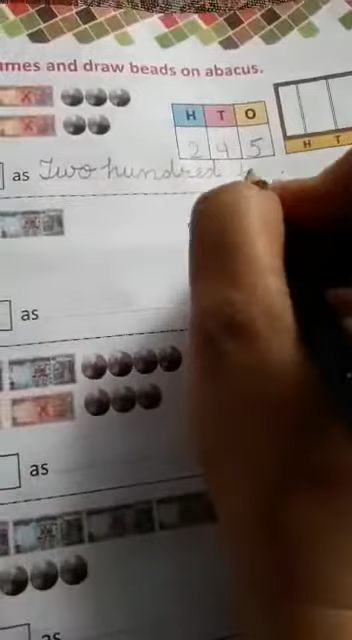 ames and draw beads on abacus.
H T O
2 4 5
H T
as Two hundred
as
as
as